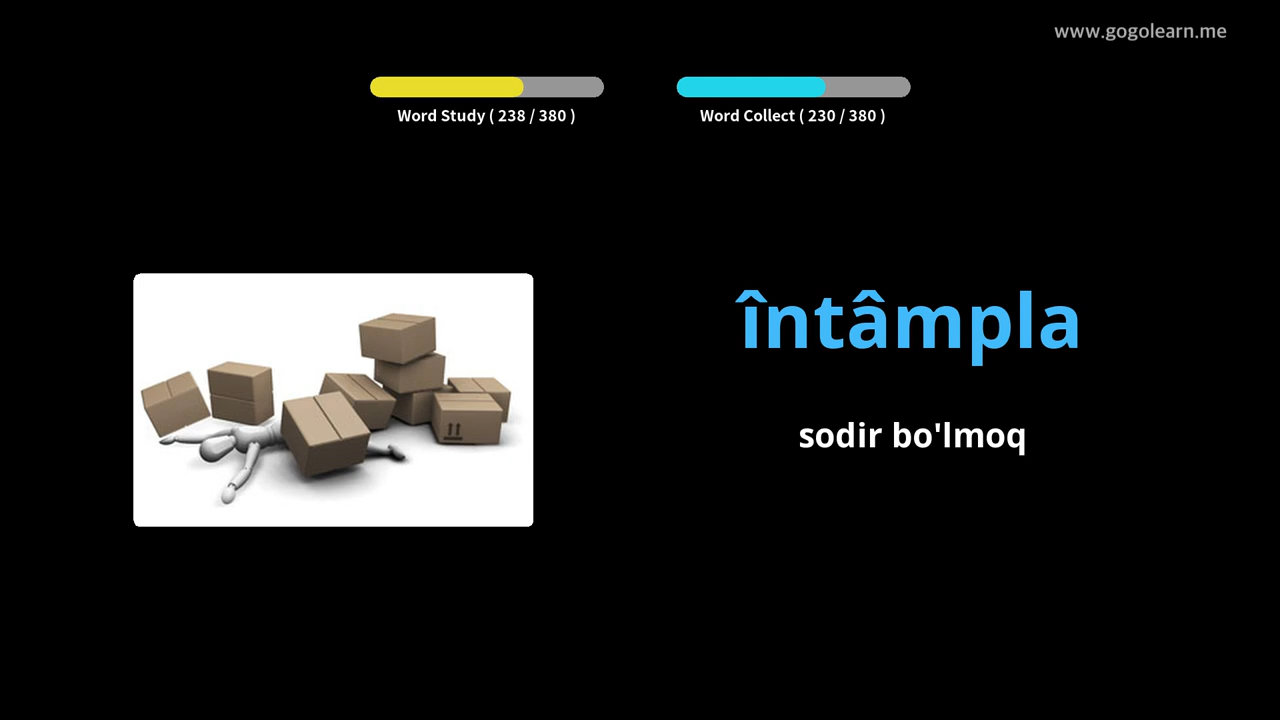 www.gogolearn.me
Word Study ( 238 / 380 )
Word Collect ( 230 / 380 )
întâmpla
sodir bo'lmoq